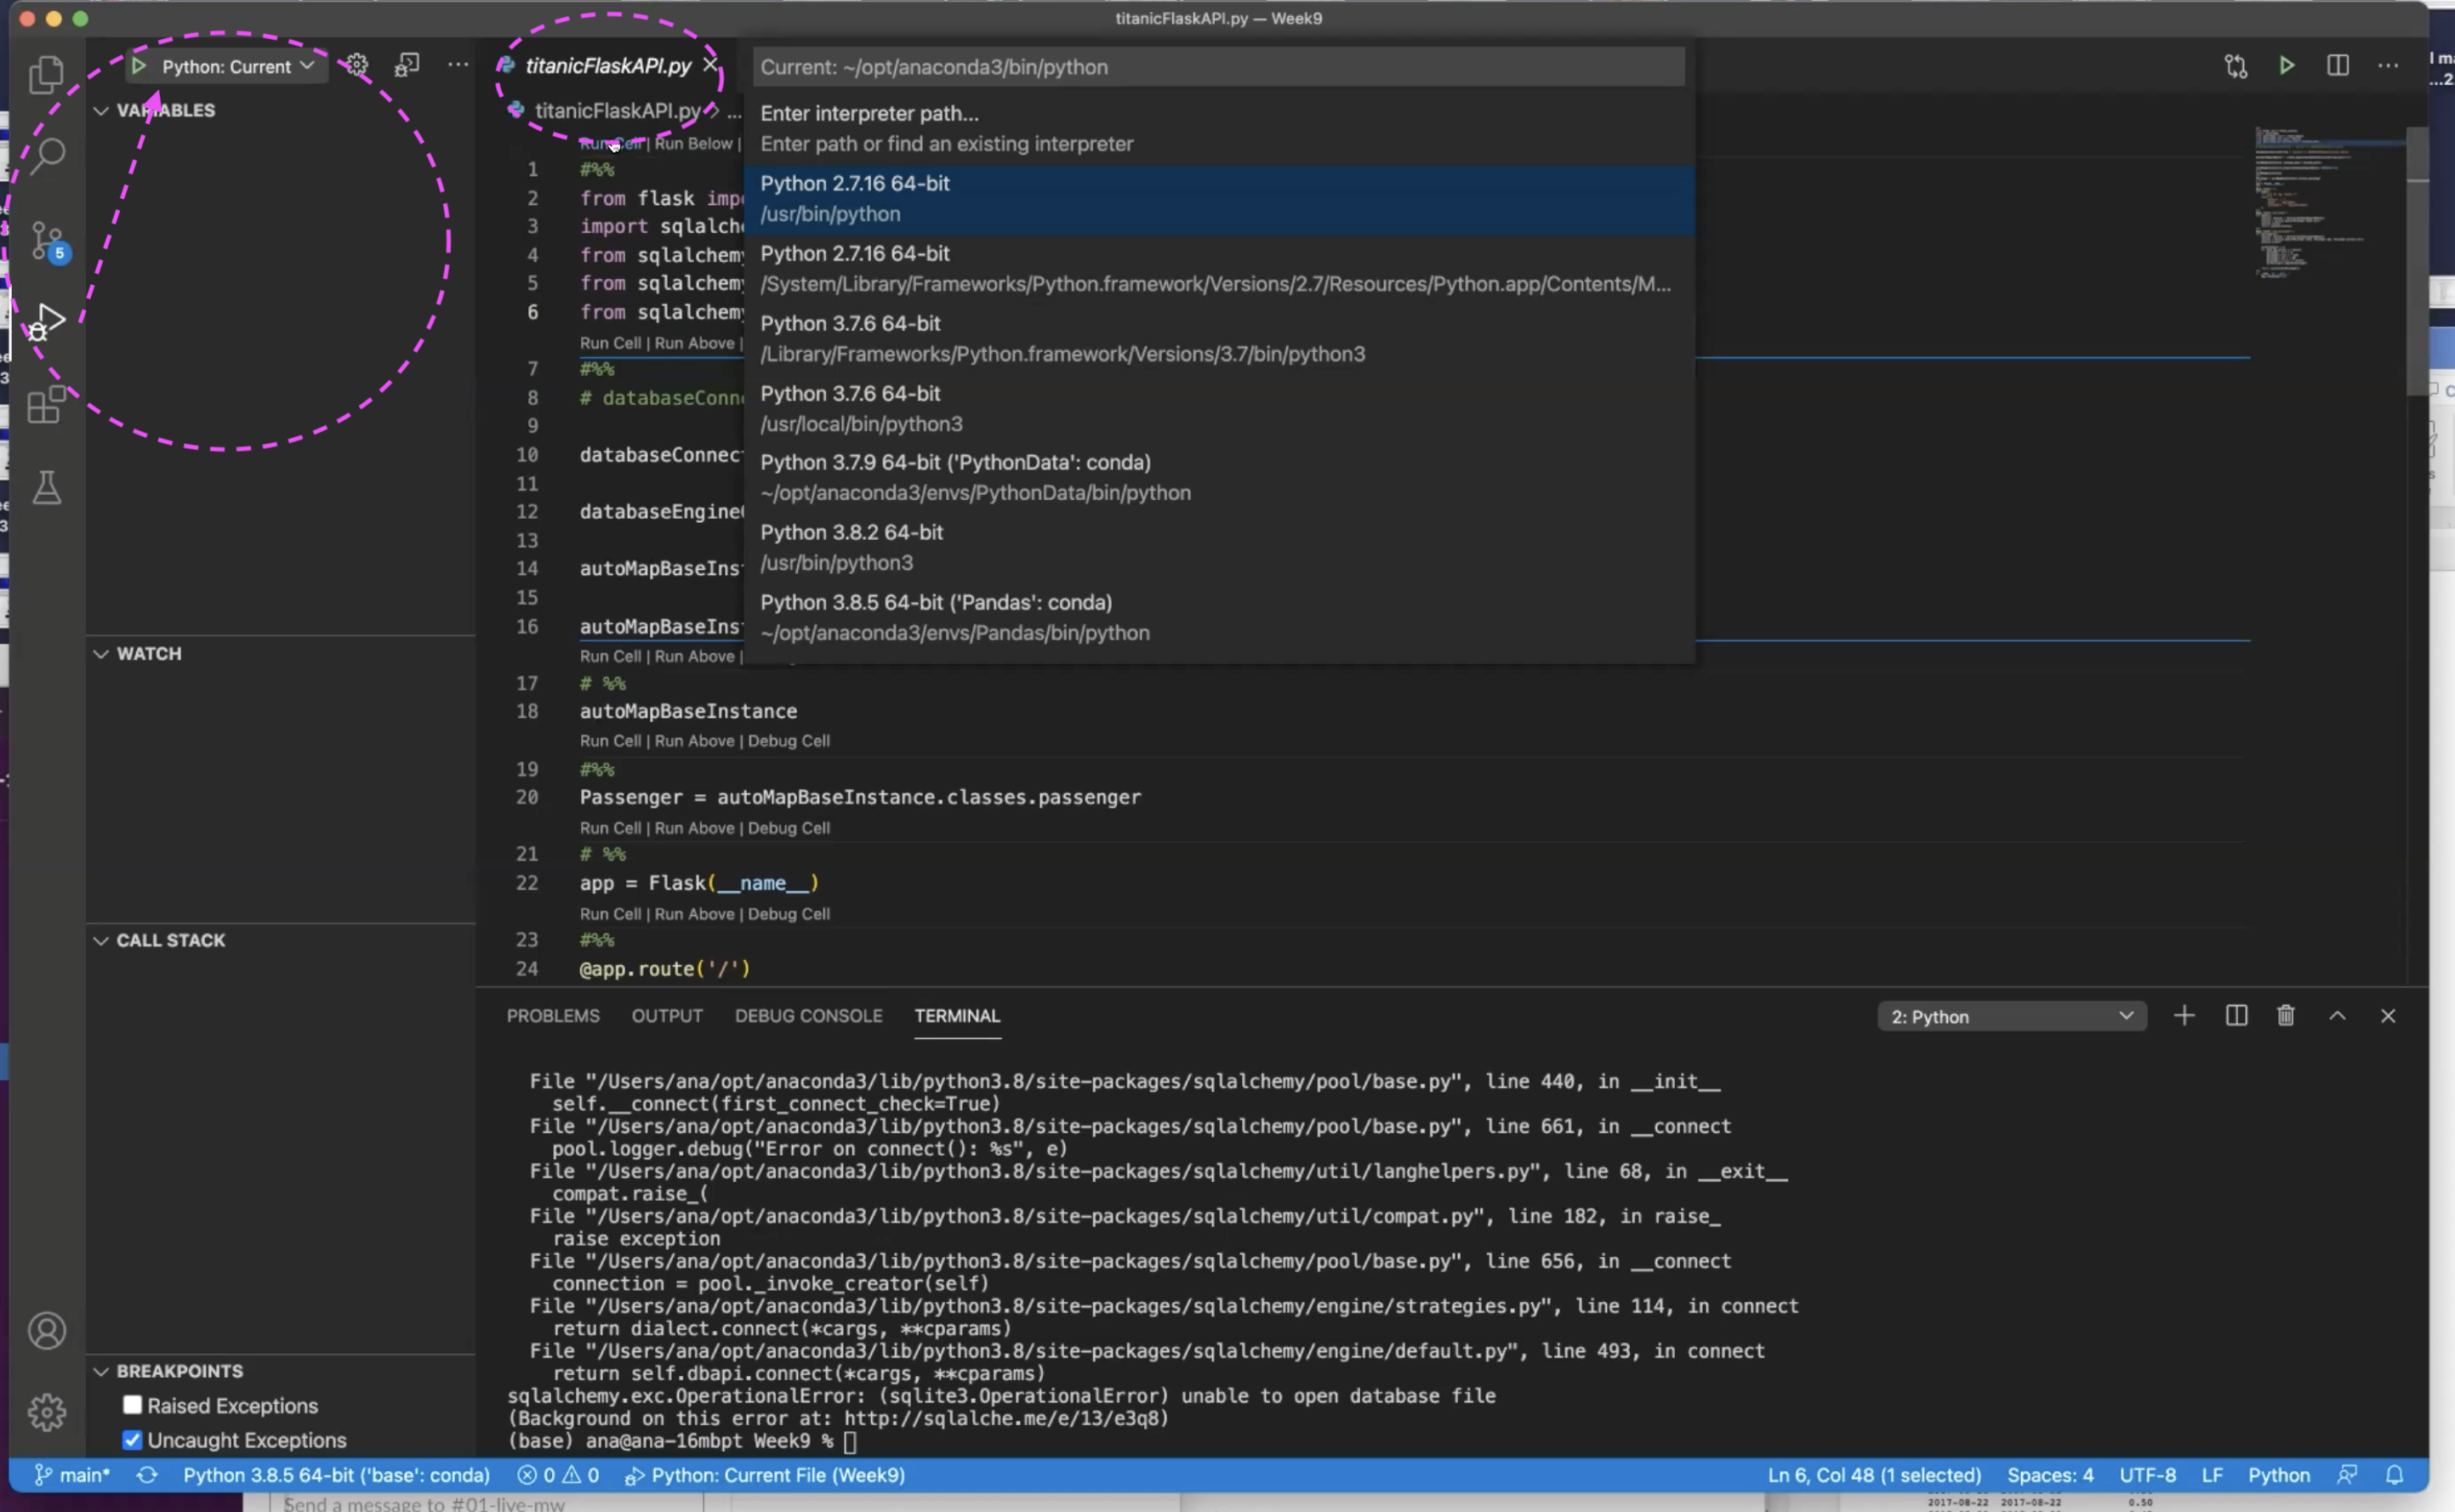 titanicFlaskAPI.py — Week9
Python: Current
titanicFlaskAPI.py
Current: ~/opt/anaconda3/bin/python
VARIABLES
titanicFlaskAPI.py > ...
Enter interpreter path...
Enter path or find an existing interpreter
Run Cell | Run Below |
1 #%%
Python 2.7.16 64-bit
2 from flask impo
/usr/bin/python
3 import sqlalche
5
4 from sqlalchemy
Python 2.7.16 64-bit
5 from sqlalchemy
/System/Library/Frameworks/Python.framework/Versions/2.7/Resources/Python.app/Contents/M...
6 from sqlalchemy
Python 3.7.6 64-bit
Run Cell | Run Above |
/Library/Frameworks/Python.framework/Versions/3.7/bin/python3
7 #%%
8 # databaseConne
Python 3.7.6 64-bit
9
/usr/local/bin/python3
10 databaseConnect
Python 3.7.9 64-bit ('PythonData': conda)
11
~/opt/anaconda3/envs/PythonData/bin/python
12 databaseEngine
13
Python 3.8.2 64-bit
14 autoMapBaseInst
/usr/bin/python3
15
Python 3.8.5 64-bit ('Pandas': conda)
16 autoMapBaseInst
~/opt/anaconda3/envs/Pandas/bin/python
WATCH
Run Cell | Run Above |
17 # %%
18 autoMapBaseInstance
Run Cell | Run Above | Debug Cell
19 #%%
20 Passenger = autoMapBaseInstance.classes.passenger
Run Cell | Run Above | Debug Cell
21 # %%
22 app = Flask(__name__)
Run Cell | Run Above | Debug Cell
CALL STACK
23 #%%
24 @app.route('/')
PROBLEMS OUTPUT DEBUG CONSOLE TERMINAL 2: Python
File "/Users/ana/opt/anaconda3/lib/python3.8/site-packages/sqlalchemy/pool/base.py", line 440, in __init__
self.__connect(first_connect_check=True)
File "/Users/ana/opt/anaconda3/lib/python3.8/site-packages/sqlalchemy/pool/base.py", line 661, in __connect
pool.logger.debug("Error on connect(): %s", e)
File "/Users/ana/opt/anaconda3/lib/python3.8/site-packages/sqlalchemy/util/langhelpers.py", line 68, in __exit__
compat.raise_(
File "/Users/ana/opt/anaconda3/lib/python3.8/site-packages/sqlalchemy/util/compat.py", line 182, in raise_
raise exception
File "/Users/ana/opt/anaconda3/lib/python3.8/site-packages/sqlalchemy/pool/base.py", line 656, in __connect
connection = pool._invoke_creator(self)
File "/Users/ana/opt/anaconda3/lib/python3.8/site-packages/sqlalchemy/engine/strategies.py", line 114, in connect
return dialect.connect(*cargs, **cparams)
File "/Users/ana/opt/anaconda3/lib/python3.8/site-packages/sqlalchemy/engine/default.py", line 493, in connect
return self.dbapi.connect(*cargs, **cparams)
sqlalchemy.exc.OperationalError: (sqlite3.OperationalError) unable to open database file
(Background on this error at: http://sqlalche.me/e/13/e3q8)
(base) ana@ana-16mbpt Week9 %
BREAKPOINTS
Raised Exceptions
Uncaught Exceptions
main* Python 3.8.5 64-bit ('base': conda) 0 0 Python: Current File (Week9) Ln 6, Col 48 (1 selected) Spaces: 4 UTF-8 LF Python
Send a message to #01-live-mw
2017-08-22 2017-08-22 0.50